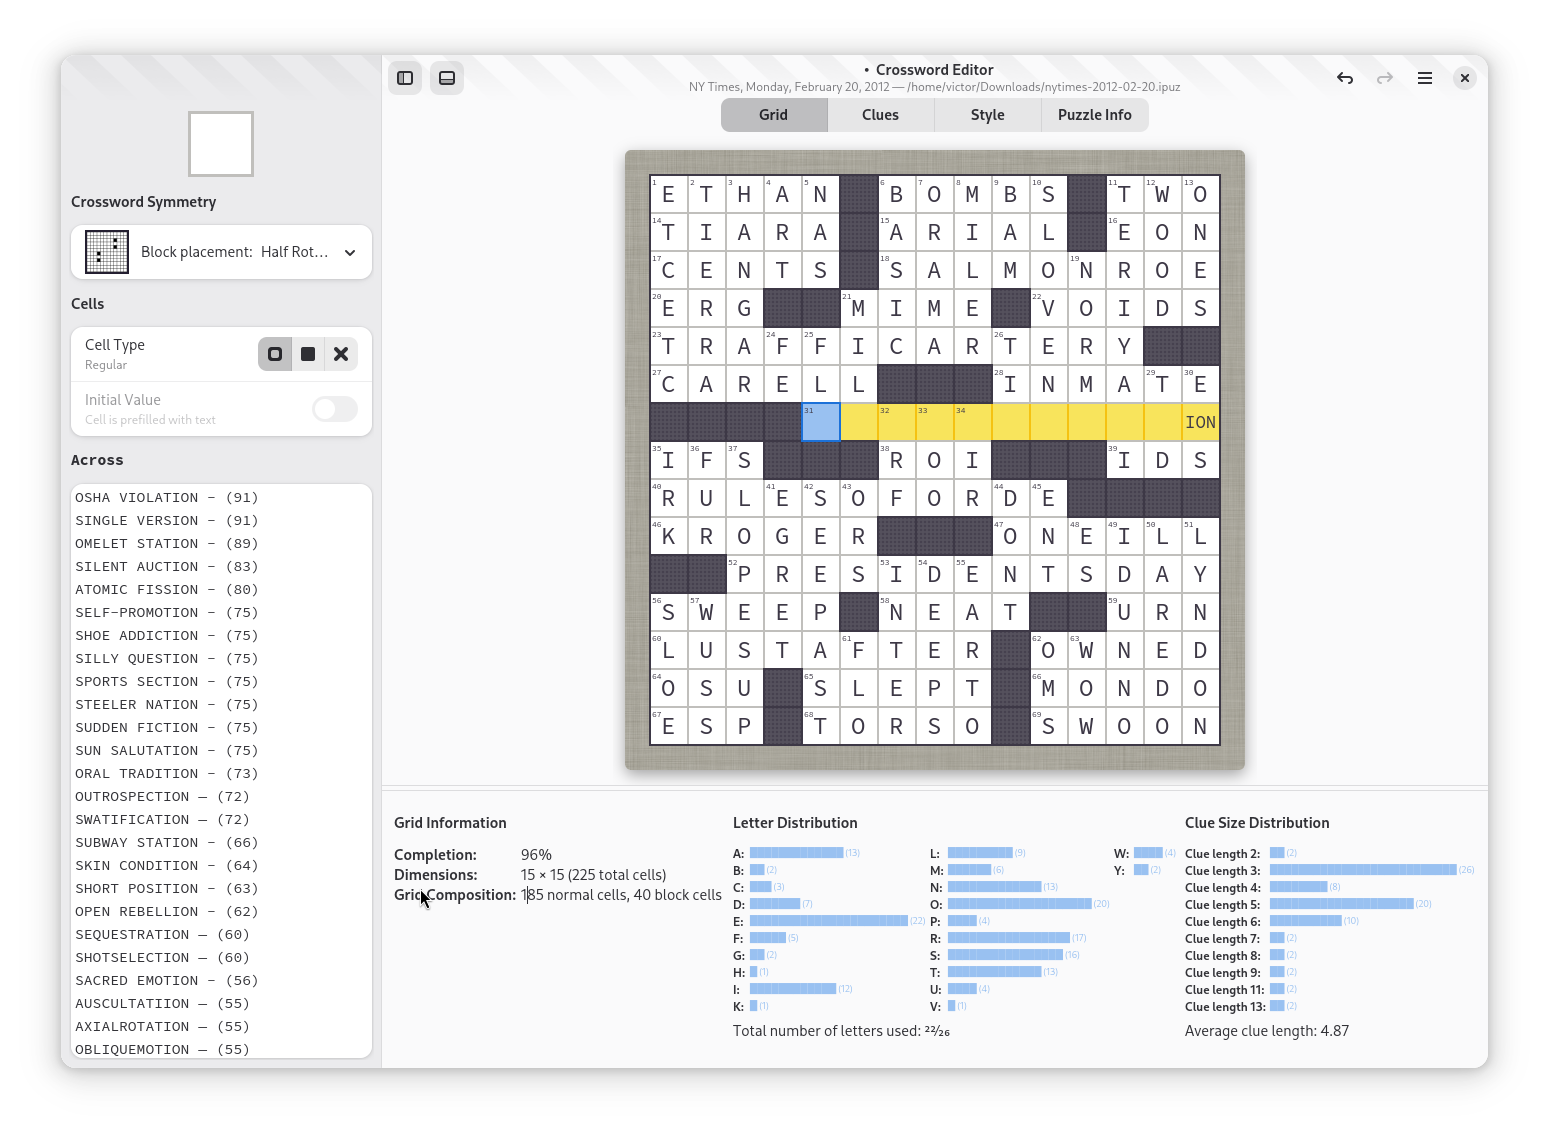 • Crossword Editor
NY Times, Monday, February 20, 2012 — /home/victor/Downloads/nytimes-2012-02-20.ipuz
Grid Clues Style Puzzle Info
Crossword Symmetry
Block placement: Half Rot…
Cells
Cell Type
Regular
Initial Value
Cell is prefilled with text
Across
OSHA VIOLATION – (91)
SINGLE VERSION – (91)
OMELET STATION – (89)
SILENT AUCTION – (83)
ATOMIC FISSION – (80)
SELF-PROMOTION – (75)
SHOE ADDICTION – (75)
SILLY QUESTION – (75)
SPORTS SECTION – (75)
STEELER NATION – (75)
SUDDEN FICTION – (75)
SUN SALUTATION – (75)
ORAL TRADITION – (73)
OUTROSPECTION — (72)
SWATIFICATION — (72)
SUBWAY STATION – (66)
SKIN CONDITION – (64)
SHORT POSITION – (63)
OPEN REBELLION – (62)
SEQUESTRATION — (60)
SHOTSELECTION — (60)
SACRED EMOTION – (56)
AUSCULTATIION — (55)
AXIALROTATION — (55)
OBLIQUEMOTION — (55)
1 E 2 T 3 H 4 A 5 N 6 B 7 O 8 M 9 B 10 S 11 T 12 W 13 O
14 T I A R A 15 A R I A L 16 E O N
17 C E N T S 18 S A L M O 19 N R O E
20 E R G 21 M I M E 22 V O I D S
23 T R A 24 F 25 F I C A R 26 T E R Y
27 C A R E L L 28 I N M A 29 T 30 E
31 32 33 34 ION
35 I 36 F 37 S 38 R O I 39 I D S
40 R U L 41 E 42 S 43 O F O R 44 D 45 E
46 K R O G E R 47 O N 48 E 49 I 50 L 51 L
52 P R E S 53 I 54 D 55 E N T S D A Y
56 S 57 W E E P 58 N E A T 59 U R N
60 L U S T A 61 F T E R 62 O 63 W N E D
64 O S U 65 S L E P T 66 M O N D O
67 E S P 68 T O R S O 69 S W O O N
Grid Information
Completion: 96%
Dimensions: 15 × 15 (225 total cells)
Grid Composition: 185 normal cells, 40 block cells
Letter Distribution
A: (13)
B: (2)
C: (3)
D: (7)
E: (22)
F: (5)
G: (2)
H: (1)
I: (12)
K: (1)
L: (9)
M: (6)
N: (13)
O: (20)
P: (4)
R: (17)
S: (16)
T: (13)
U: (4)
V: (1)
W: (4)
Y: (2)
Total number of letters used: ²²⁄₂₆
Clue Size Distribution
Clue length 2: (2)
Clue length 3: (26)
Clue length 4: (8)
Clue length 5: (20)
Clue length 6: (10)
Clue length 7: (2)
Clue length 8: (2)
Clue length 9: (2)
Clue length 11: (2)
Clue length 13: (2)
Average clue length: 4.87